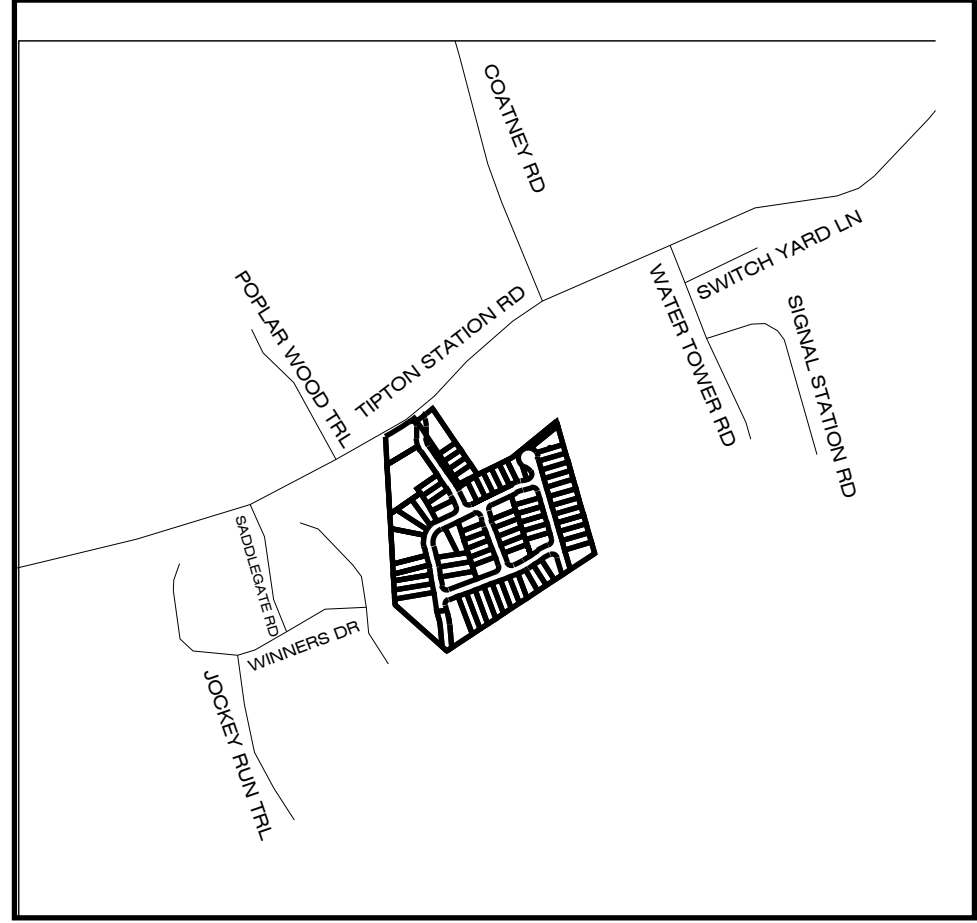 COATNEY RD
SWITCH YARD LN
POPLAR WOOD TRL
TIPTON STATION RD
WATER TOWER RD
SIGNAL STATION RD
SADDLEGATE RD
WINNERS DR
JOCKEY RUN TRL